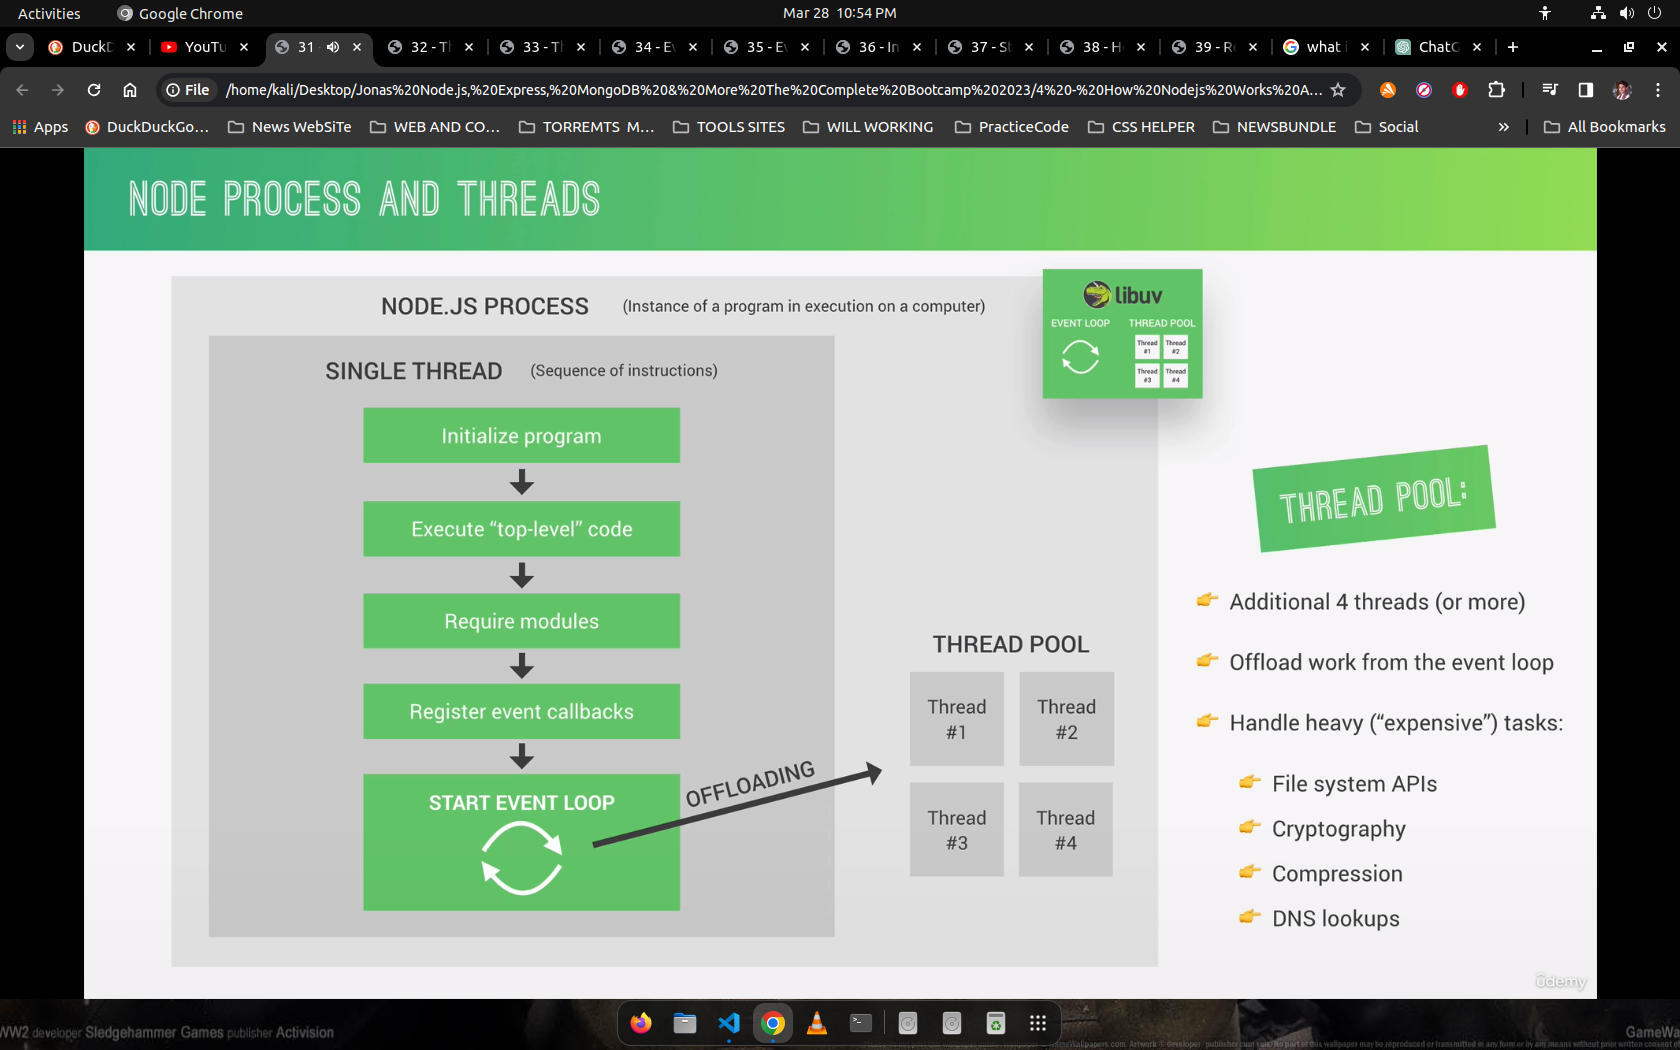 Activities
Google Chrome
Mar 28 10:54 PM
DuckD
YouTu
31
32 - Th
33 - Th
34 - Ev
35 - Ev
36 - In
37 - St
38 - H
39 - Re
what i
ChatG
File
/home/kali/Desktop/Jonas%20Node.js,%20Express,%20MongoDB%20&%20More%20The%20Complete%20Bootcamp%202023/4%20-%20How%20Nodejs%20Works%20A...
Apps
DuckDuckGo...
News WebSiTe
WEB AND CO...
TORREMTS M...
TOOLS SITES
WILL WORKING
PracticeCode
CSS HELPER
NEWSBUNDLE
Social
All Bookmarks
NODE PROCESS AND THREADS
NODE.JS PROCESS (Instance of a program in execution on a computer)
libuv
EVENT LOOP THREAD POOL
Thread #1
Thread #2
Thread #3
Thread #4
SINGLE THREAD (Sequence of instructions)
Initialize program
Execute “top-level” code
Require modules
Register event callbacks
START EVENT LOOP
OFFLOADING
THREAD POOL
Thread #1
Thread #2
Thread #3
Thread #4
THREAD POOL:
👉 Additional 4 threads (or more)
👉 Offload work from the event loop
👉 Handle heavy (“expensive”) tasks:
👉 File system APIs
👉 Cryptography
👉 Compression
👉 DNS lookups
ûdemy
WW2 developer Sledgehammer Games publisher Activision
GameWa